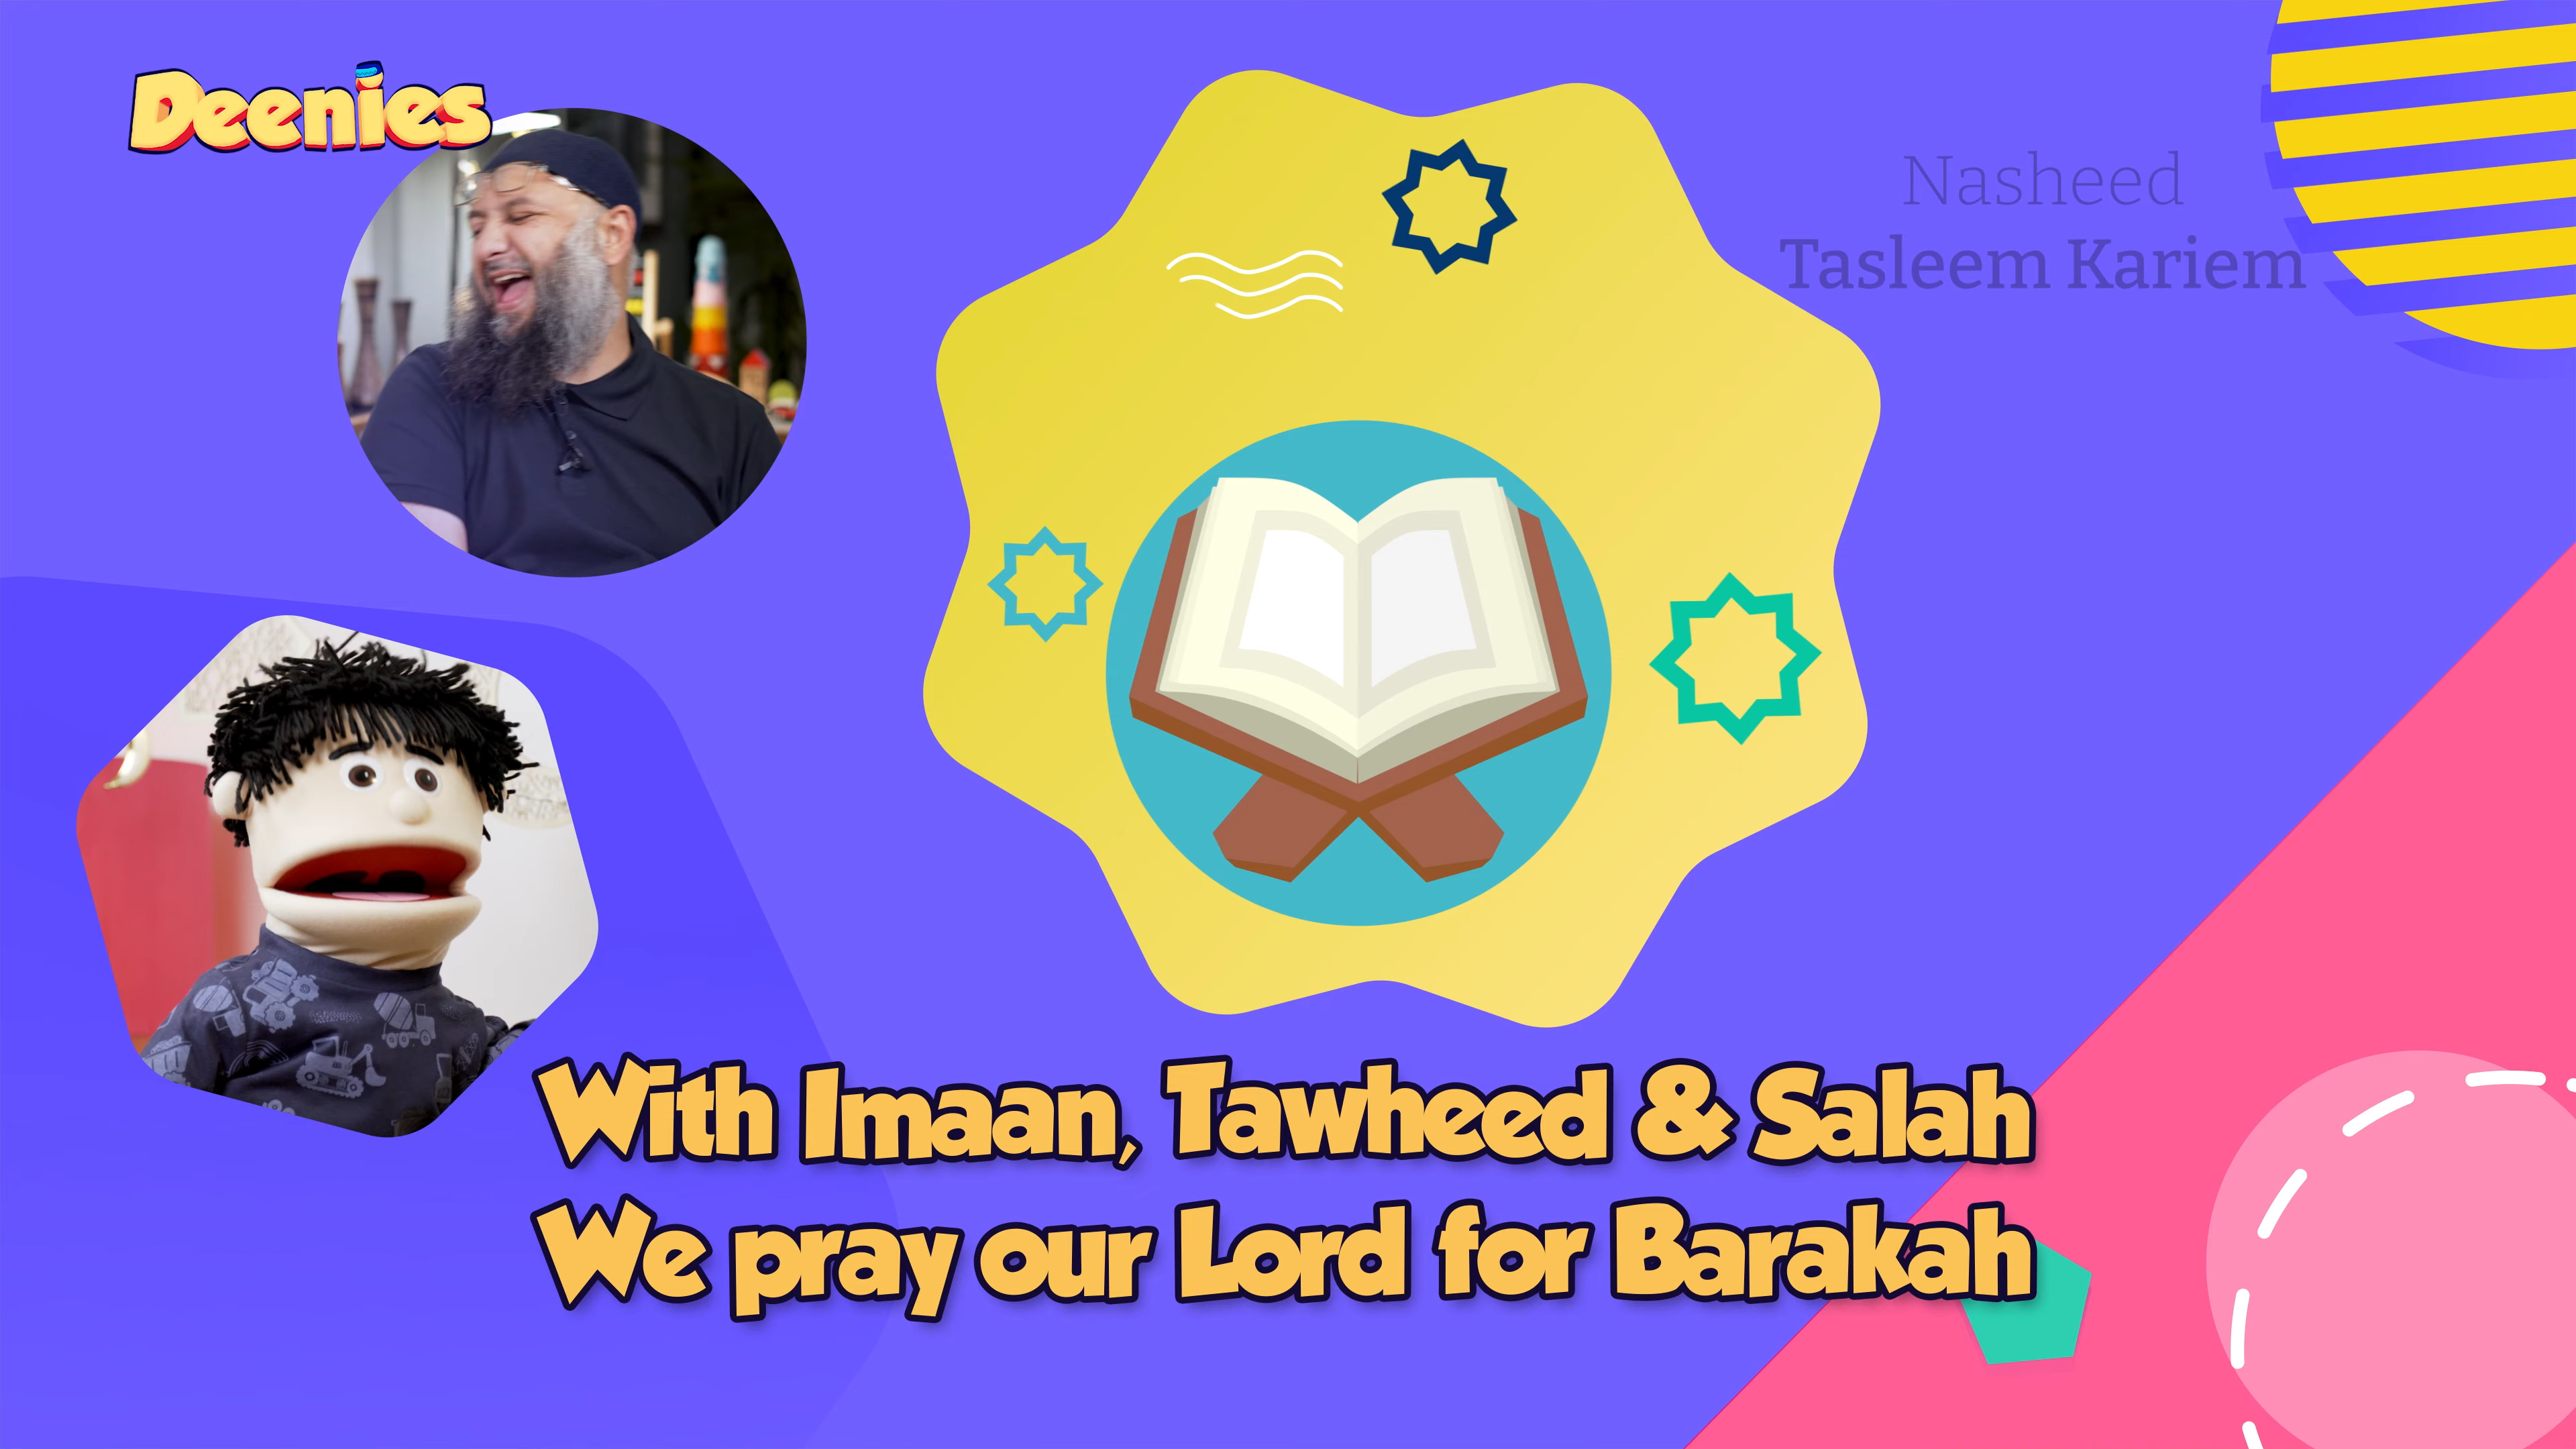 Deenies
Nasheed
Tasleem Kariem
With Imaan, Tawheed & Salah
We pray our Lord for Barakah